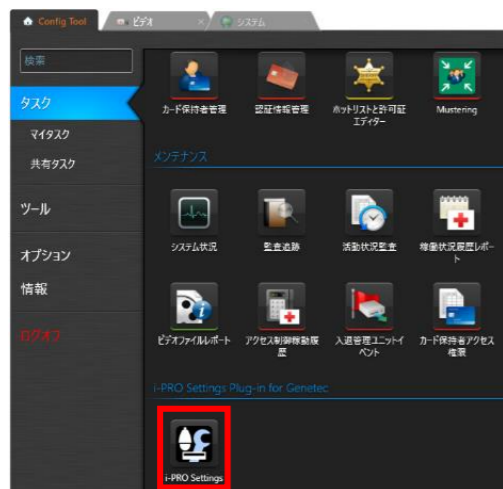 Config Tool
ビデオ
システム
検索
タスク
マイタスク
共有タスク
ツール
オプション
情報
ログオフ
カード保持者管理
認証情報管理
ホットリストと許可証
エディター
Mustering
メンテナンス
システム状況
監査追跡
活動状況監査
稼働状況履歴レポー
ト
ビデオファイルレポート
アクセス制御稼動履
歴
入退管理ユニットイ
ベント
カード保持者アクセス
権限
i-PRO Settings Plug-in for Genetec
i-PRO Settings